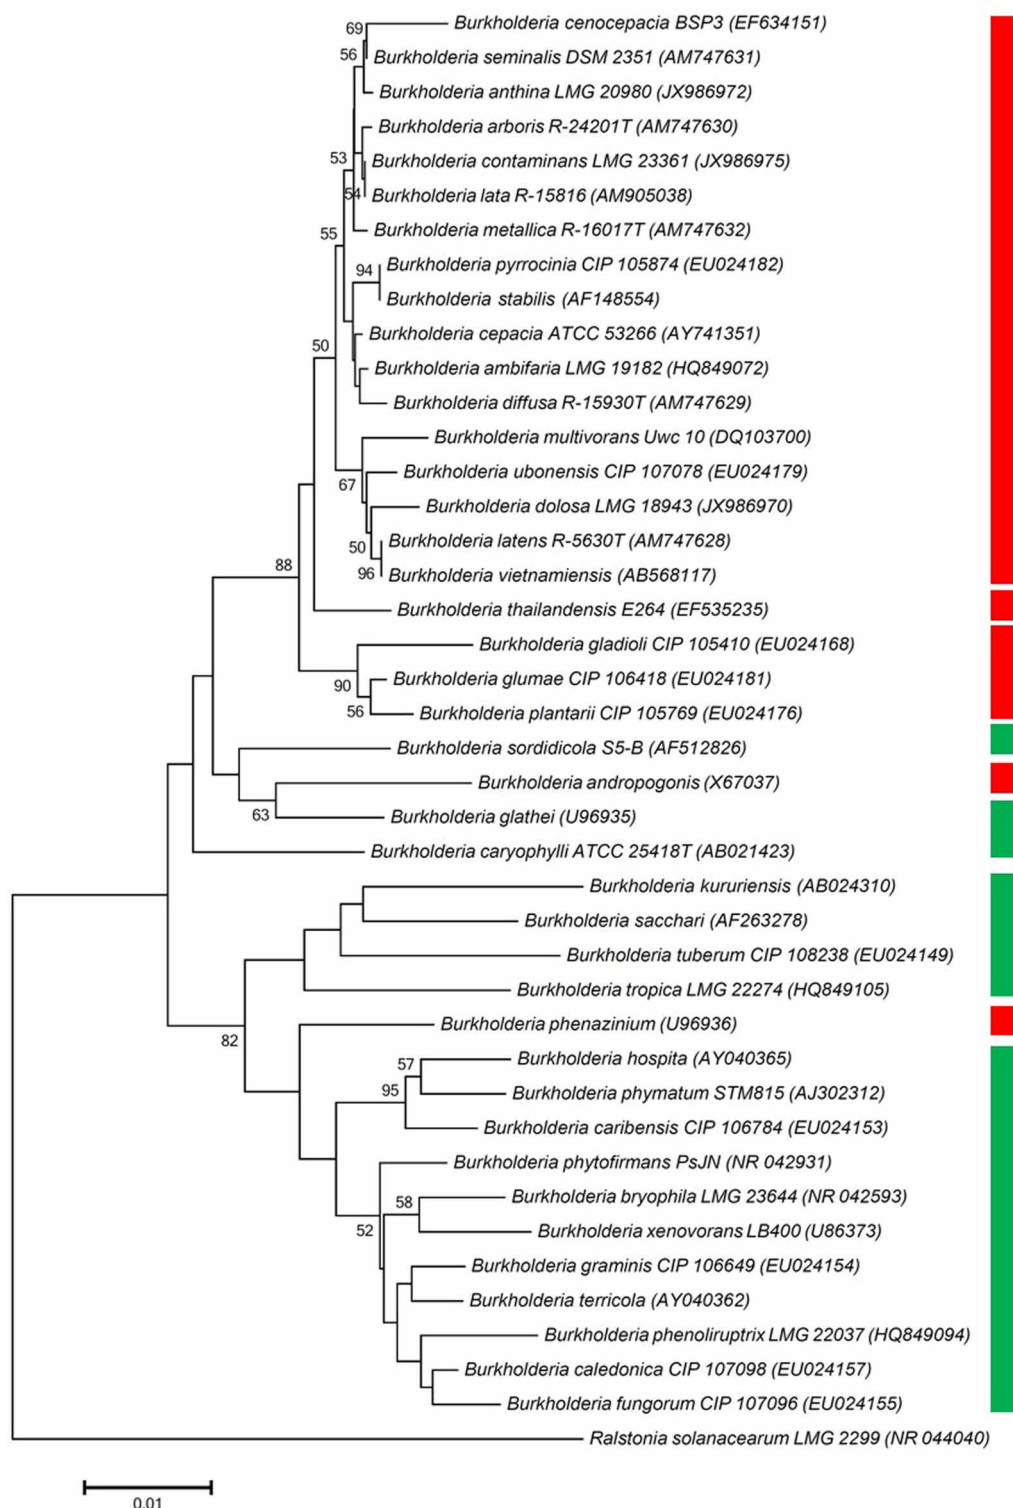 69
Burkholderia cenocepacia BSP3 (EF634151)
56
Burkholderia seminalis DSM 2351 (AM747631)
Burkholderia anthina LMG 20980 (JX986972)
Burkholderia arboris R-24201T (AM747630)
53
Burkholderia contaminans LMG 23361 (JX986975)
54
Burkholderia lata R-15816 (AM905038)
55
Burkholderia metallica R-16017T (AM747632)
94
Burkholderia pyrrocinia CIP 105874 (EU024182)
Burkholderia stabilis (AF148554)
Burkholderia cepacia ATCC 53266 (AY741351)
50
Burkholderia ambifaria LMG 19182 (HQ849072)
Burkholderia diffusa R-15930T (AM747629)
Burkholderia multivorans Uwc 10 (DQ103700)
67
Burkholderia ubonensis CIP 107078 (EU024179)
Burkholderia dolosa LMG 18943 (JX986970)
50
Burkholderia latens R-5630T (AM747628)
88
96
Burkholderia vietnamiensis (AB568117)
Burkholderia thailandensis E264 (EF535235)
Burkholderia gladioli CIP 105410 (EU024168)
90
Burkholderia glumae CIP 106418 (EU024181)
56
Burkholderia plantarii CIP 105769 (EU024176)
Burkholderia sordidicola S5-B (AF512826)
Burkholderia andropogonis (X67037)
63
Burkholderia glathei (U96935)
Burkholderia caryophylli ATCC 25418T (AB021423)
Burkholderia kururiensis (AB024310)
Burkholderia sacchari (AF263278)
Burkholderia tuberum CIP 108238 (EU024149)
Burkholderia tropica LMG 22274 (HQ849105)
82
Burkholderia phenazinium (U96936)
57
Burkholderia hospita (AY040365)
95
Burkholderia phymatum STM815 (AJ302312)
Burkholderia caribensis CIP 106784 (EU024153)
Burkholderia phytofirmans PsJN (NR 042931)
58
Burkholderia bryophila LMG 23644 (NR 042593)
52
Burkholderia xenovorans LB400 (U86373)
Burkholderia graminis CIP 106649 (EU024154)
Burkholderia terricola (AY040362)
Burkholderia phenoliruptrix LMG 22037 (HQ849094)
Burkholderia caledonica CIP 107098 (EU024157)
Burkholderia fungorum CIP 107096 (EU024155)
Ralstonia solanacearum LMG 2299 (NR 044040)
0.01